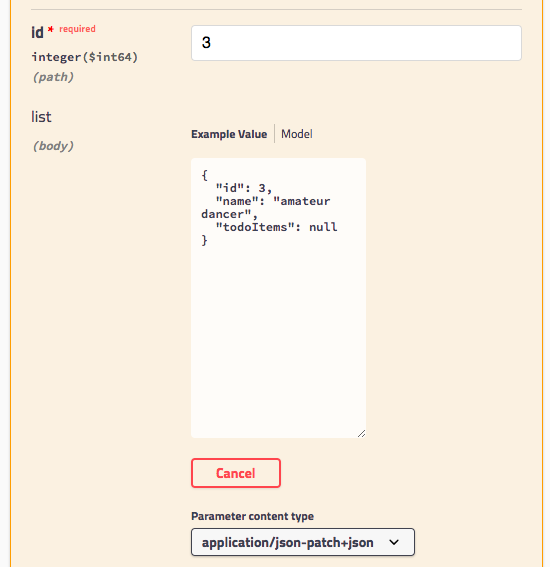 id * required
3
integer($int64)
(path)
list
(body)
Example Value | Model
{
  "id": 3,
  "name": "amateur
dancer",
  "todoItems": null
}
Cancel
Parameter content type
application/json-patch+json